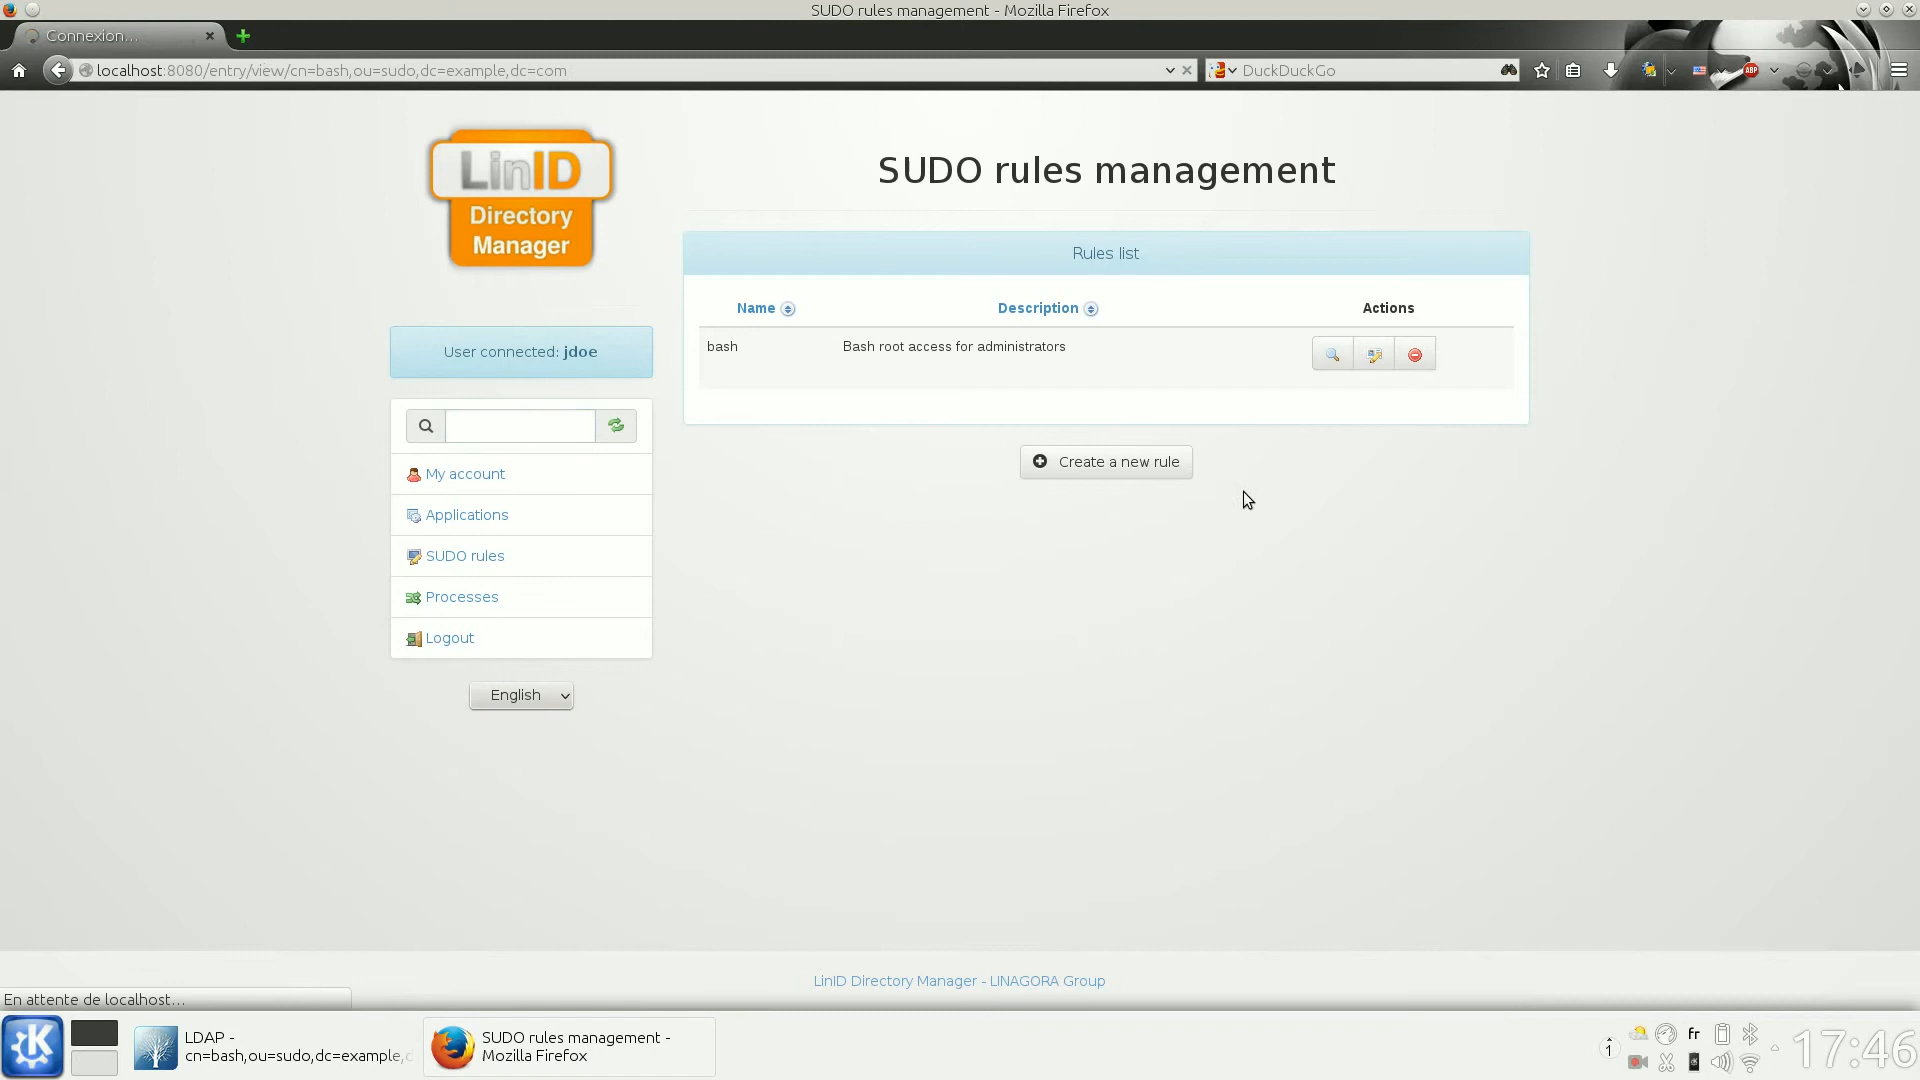 SUDO rules management - Mozilla Firefox
Connexion...
localhost:8080/entry/view/cn=bash,ou=sudo,dc=example,dc=com
DuckDuckGo
ABP
LinID
Directory
Manager
SUDO rules management
Rules list
Name
Description
Actions
bash
Bash root access for administrators
Create a new rule
User connected: jdoe
My account
Applications
SUDO rules
Processes
Logout
English
LinID Directory Manager - LINAGORA Group
En attente de localhost...
LDAP -
cn=bash,ou=sudo,dc=example,c
SUDO rules management -
Mozilla Firefox
1
fr
17:46